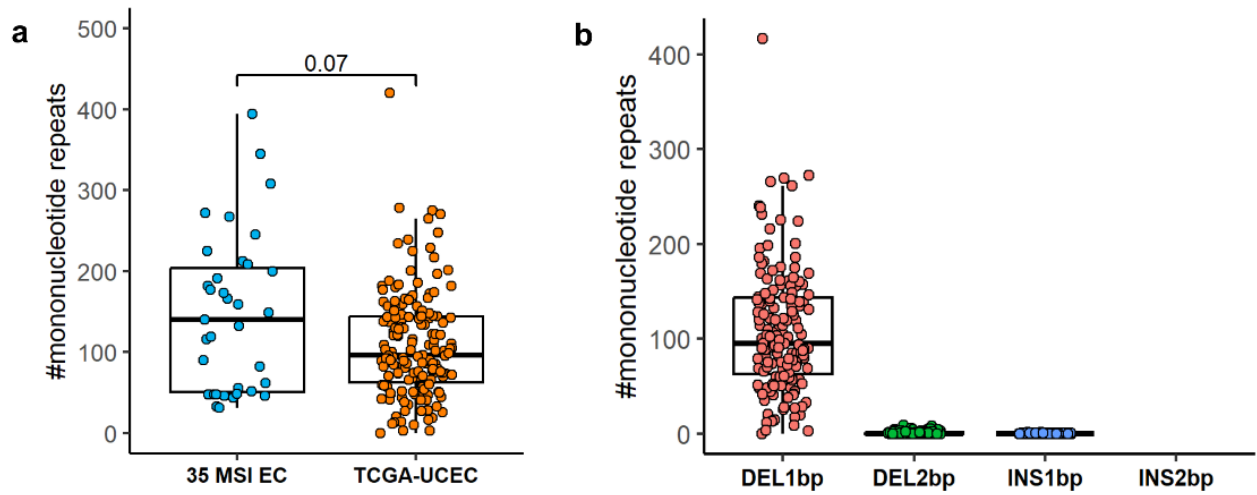 a
#mononucleotide repeats
500
400
300
200
100
0
0.07
35 MSI EC
TCGA-UCEC
b
#mononucleotide repeats
400
300
200
100
0
DEL1bp
DEL2bp
INS1bp
INS2bp